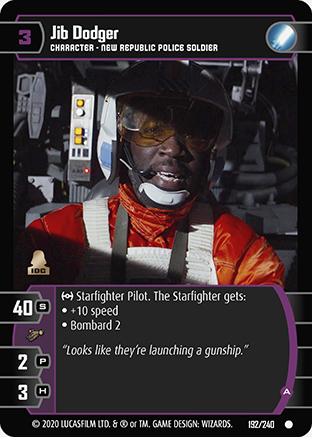 3
Jib Dodger
CHARACTER - NEW REPUBLIC POLICE SOLDIER
IDC
40 S
Starfighter Pilot. The Starfighter gets:
• +10 speed
• Bombard 2
2 P
“Looks like they’re launching a gunship.”
3 H
A
© 2020 LUCASFILM LTD. & ® or TM. GAME DESIGN: WIZARDS.
192/240